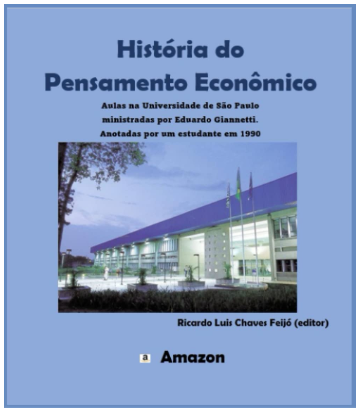 História do
Pensamento Econômico
Aulas na Universidade de São Paulo
ministradas por Eduardo Giannetti.
Anotadas por um estudante em 1990
Ricardo Luis Chaves Feijó (editor)
a Amazon